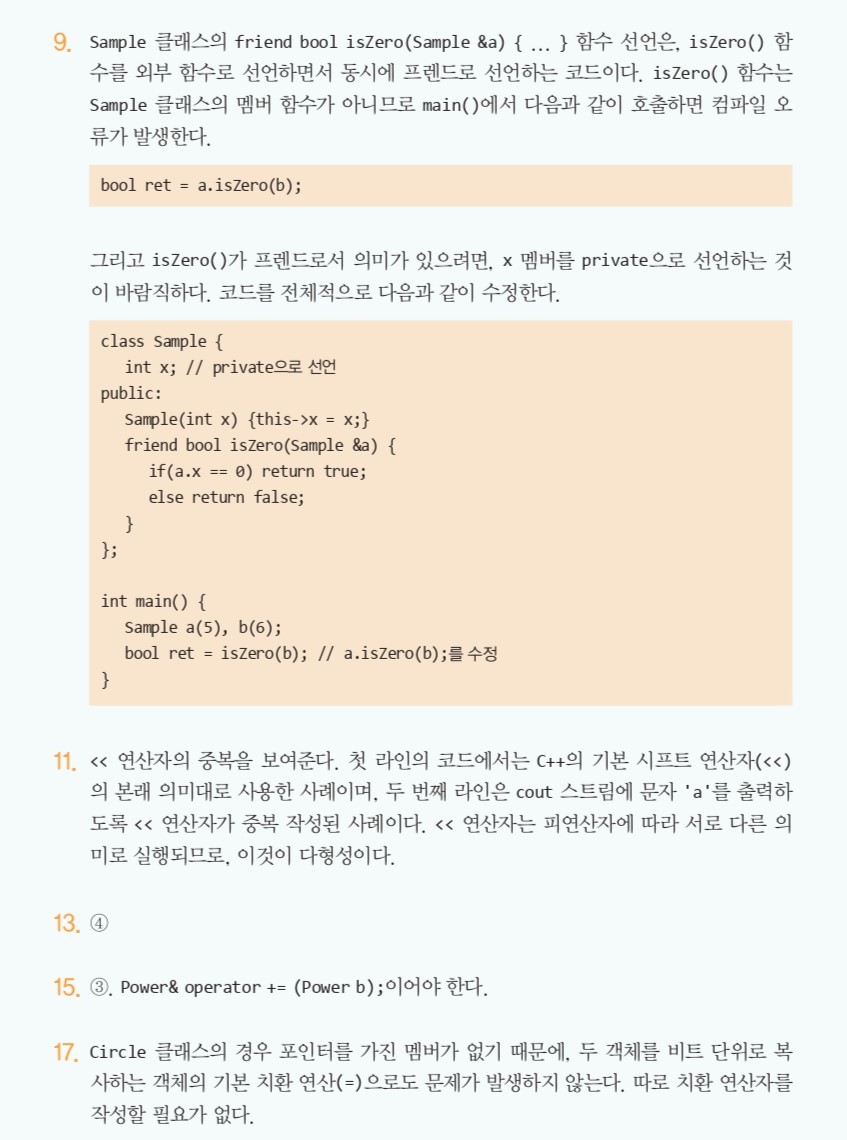 9. Sample 클래스의 friend bool isZero(Sample &a) { ... } 함수 선언은, isZero() 함
수를 외부 함수로 선언하면서 동시에 프렌드로 선언하는 코드이다. isZero() 함수는
Sample 클래스의 멤버 함수가 아니므로 main()에서 다음과 같이 호출하면 컴파일 오
류가 발생한다.
bool ret = a.isZero(b);
그리고 isZero()가 프렌드로서 의미가 있으려면, x 멤버를 private으로 선언하는 것
이 바람직하다. 코드를 전체적으로 다음과 같이 수정한다.
class Sample {
int x; // private으로 선언
public:
Sample(int x) {this->x = x;}
friend bool isZero(Sample &a) {
if(a.x == 0) return true;
else return false;
}
};
int main() {
Sample a(5), b(6);
bool ret = isZero(b); // a.isZero(b);를 수정
}
11. << 연산자의 중복을 보여준다. 첫 라인의 코드에서는 C++의 기본 시프트 연산자(<<)
의 본래 의미대로 사용한 사례이며, 두 번째 라인은 cout 스트림에 문자 'a'를 출력하
도록 << 연산자가 중복 작성된 사례이다. << 연산자는 피연산자에 따라 서로 다른 의
미로 실행되므로, 이것이 다형성이다.
13. ④
15. ③. Power& operator += (Power b);이어야 한다.
17. Circle 클래스의 경우 포인터를 가진 멤버가 없기 때문에, 두 객체를 비트 단위로 복
사하는 객체의 기본 치환 연산(=)으로도 문제가 발생하지 않는다. 따로 치환 연산자를
작성할 필요가 없다.